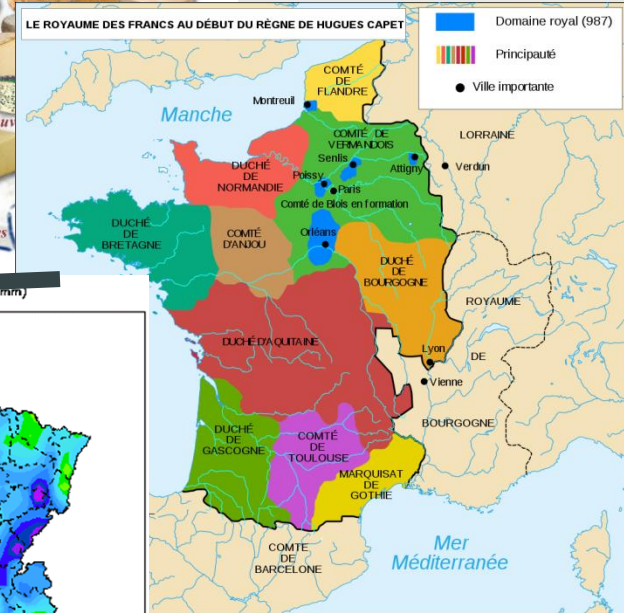 LE ROYAUME DES FRANCS AU DÉBUT DU RÈGNE DE HUGUES CAPET
Domaine royal (987)
Principauté
Ville importante
COMTÉ
DE
FLANDRE
Montreuil
Manche
COMTÉ DE
VERMANDOIS
LORRAINE
Senlis
Attigny
Verdun
DUCHÉ
DE
NORMANDIE
Poissy
Paris
Comté de Blois en formation
DUCHÉ
DE
BRETAGNE
COMTÉ
D'ANJOU
Orléans
DUCHÉ
DE
BOURGOGNE
ROYAUME
DE
BOURGOGNE
DUCHÉ D'AQUITAINE
Lyon
Vienne
DUCHÉ
DE
GASCOGNE
COMTÉ
DE
TOULOUSE
MARQUISAT
DE
GOTHIE
COMTE
DE
BARCELONE
Mer
Méditerranée
mm)